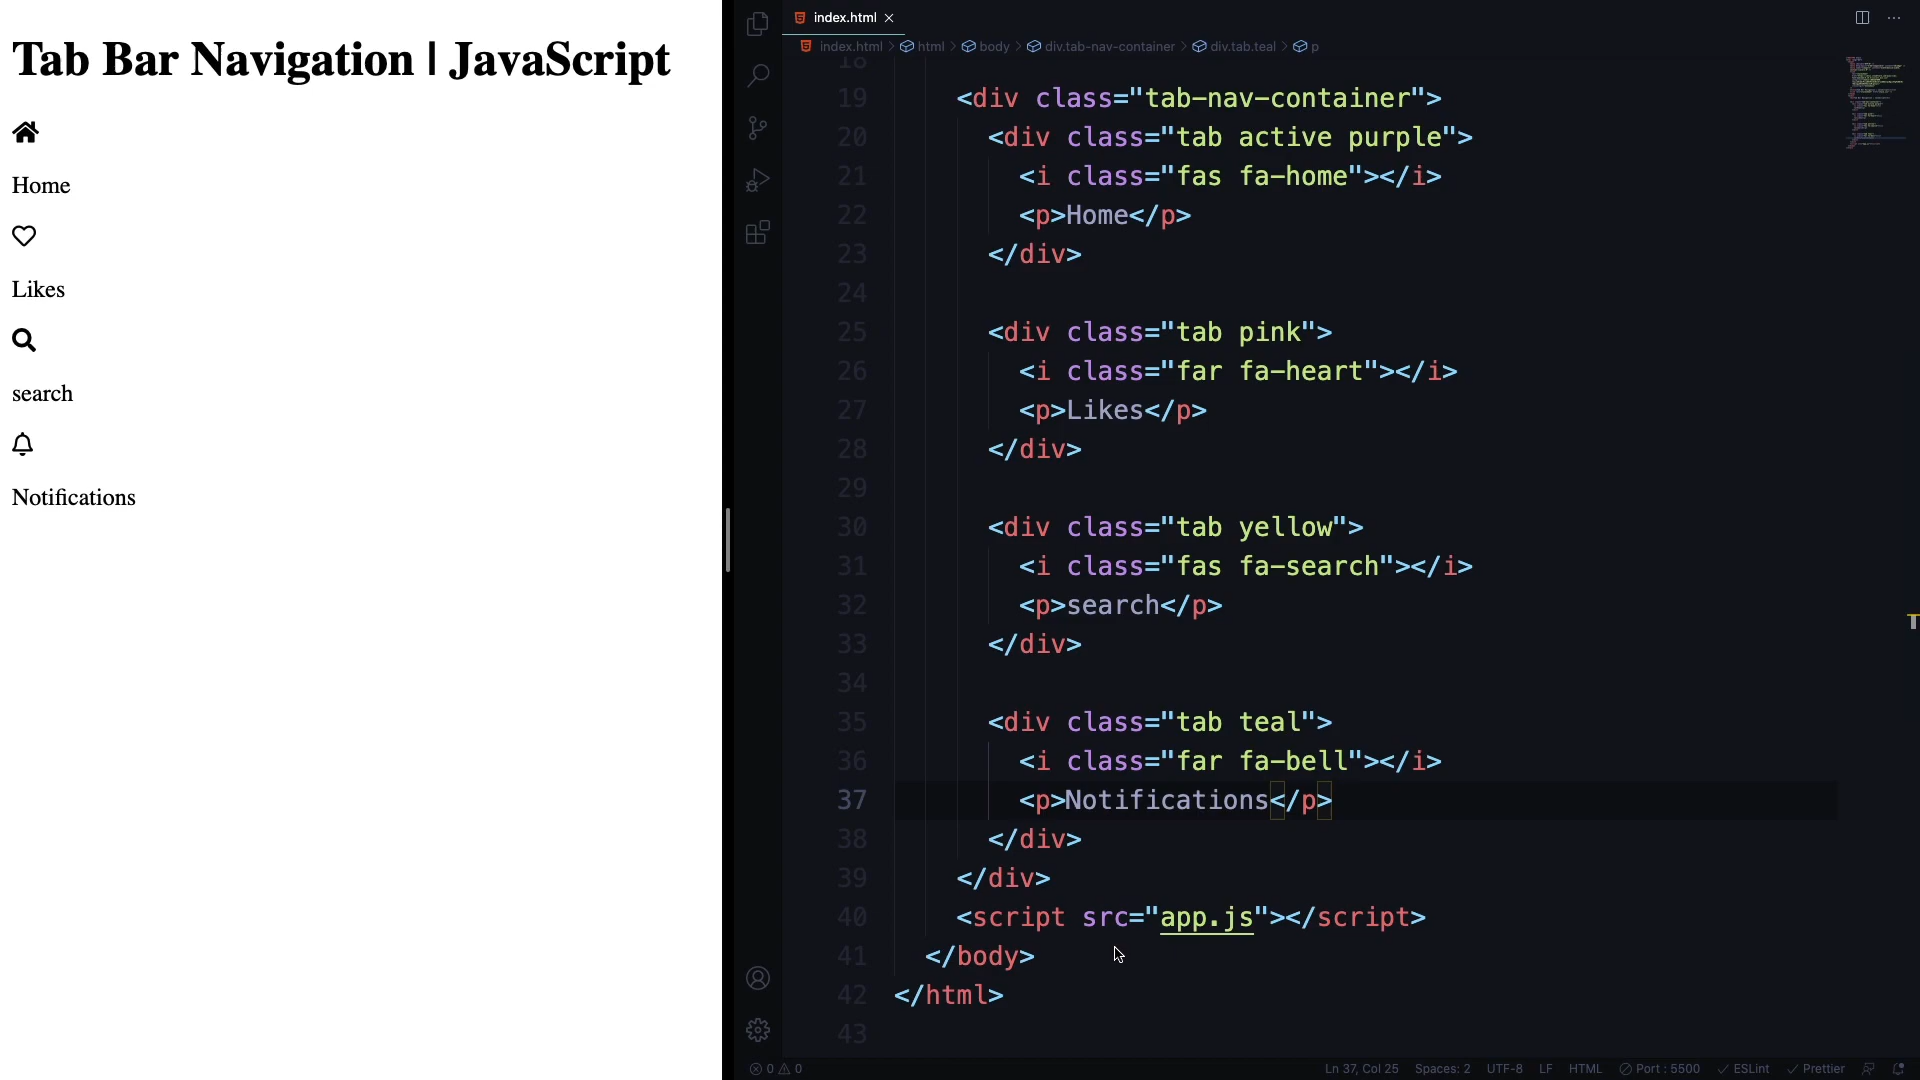 Tab Bar Navigation | JavaScript
Home
Likes
search
Notifications
index.html
index.html > html > body > div.tab-nav-container > div.tab.teal > p
18
19 <div class="tab-nav-container">
20 <div class="tab active purple">
21 <i class="fas fa-home"></i>
22 <p>Home</p>
23 </div>
24
25 <div class="tab pink">
26 <i class="far fa-heart"></i>
27 <p>Likes</p>
28 </div>
29
30 <div class="tab yellow">
31 <i class="fas fa-search"></i>
32 <p>search</p>
33 </div>
34
35 <div class="tab teal">
36 <i class="far fa-bell"></i>
37 <p>Notifications</p>
38 </div>
39 </div>
40 <script src="app.js"></script>
41 </body>
42 </html>
43
0 0 Ln 37, Col 25 Spaces: 2 UTF-8 LF HTML Port : 5500 ESLint Prettier